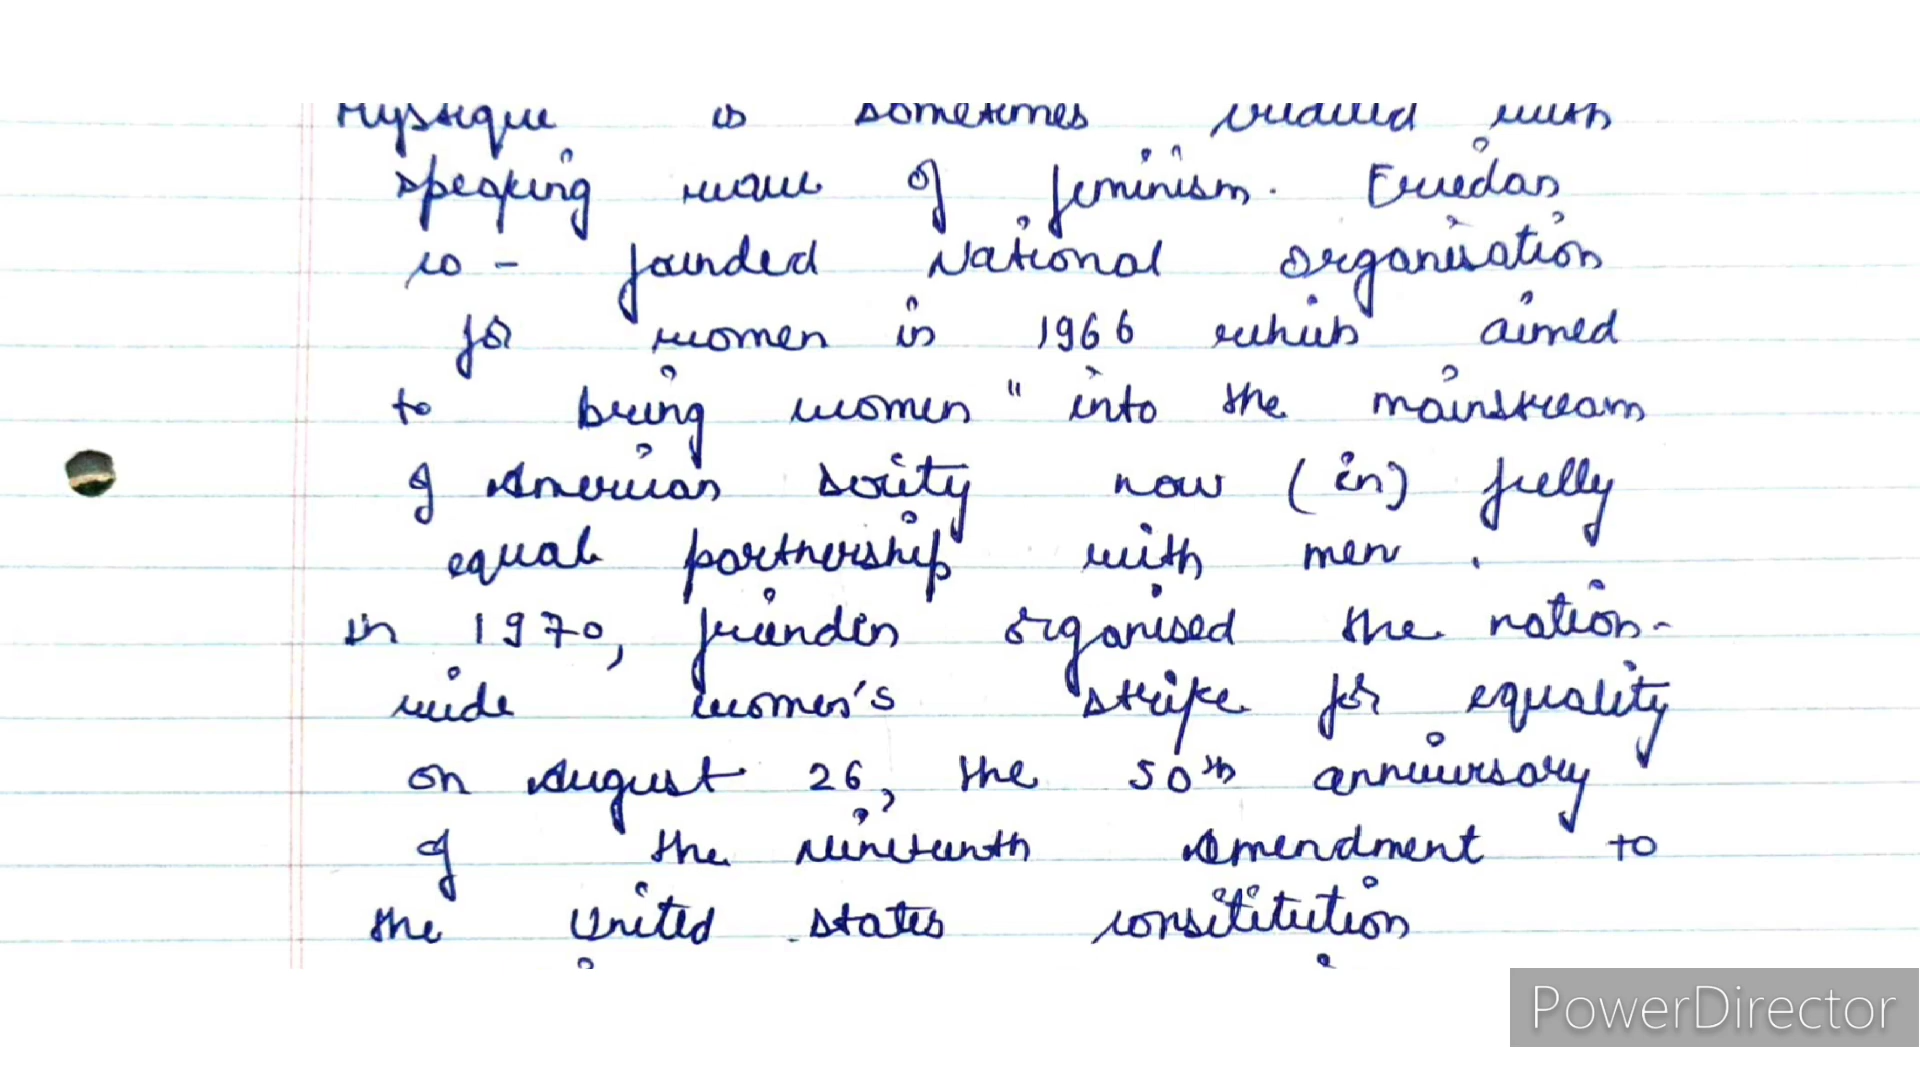 Mystique is sometimes credited with
speaking wave of feminism. Friedan
co - founded National organisation
for women in 1966 which aimed
to bring women " into the mainstream
of American society now (in) fully
equal partnership with men .
in 1970, friendan organised the nation-
wide women's strike for equality
on August 26, the 50th anniversary
of the nineteenth Amendment to
the United states consititution
PowerDirector